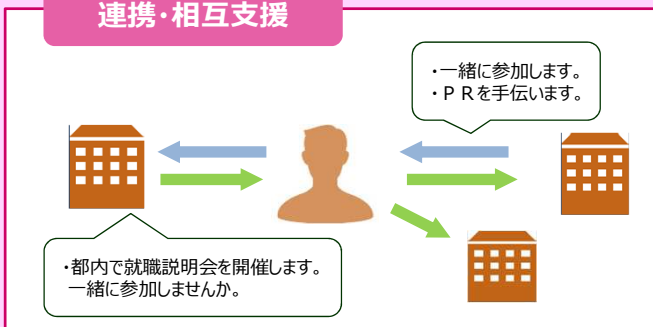 連携・相互支援
・一緒に参加します。
・ＰＲを手伝います。
・都内で就職説明会を開催します。
一緒に参加しませんか。